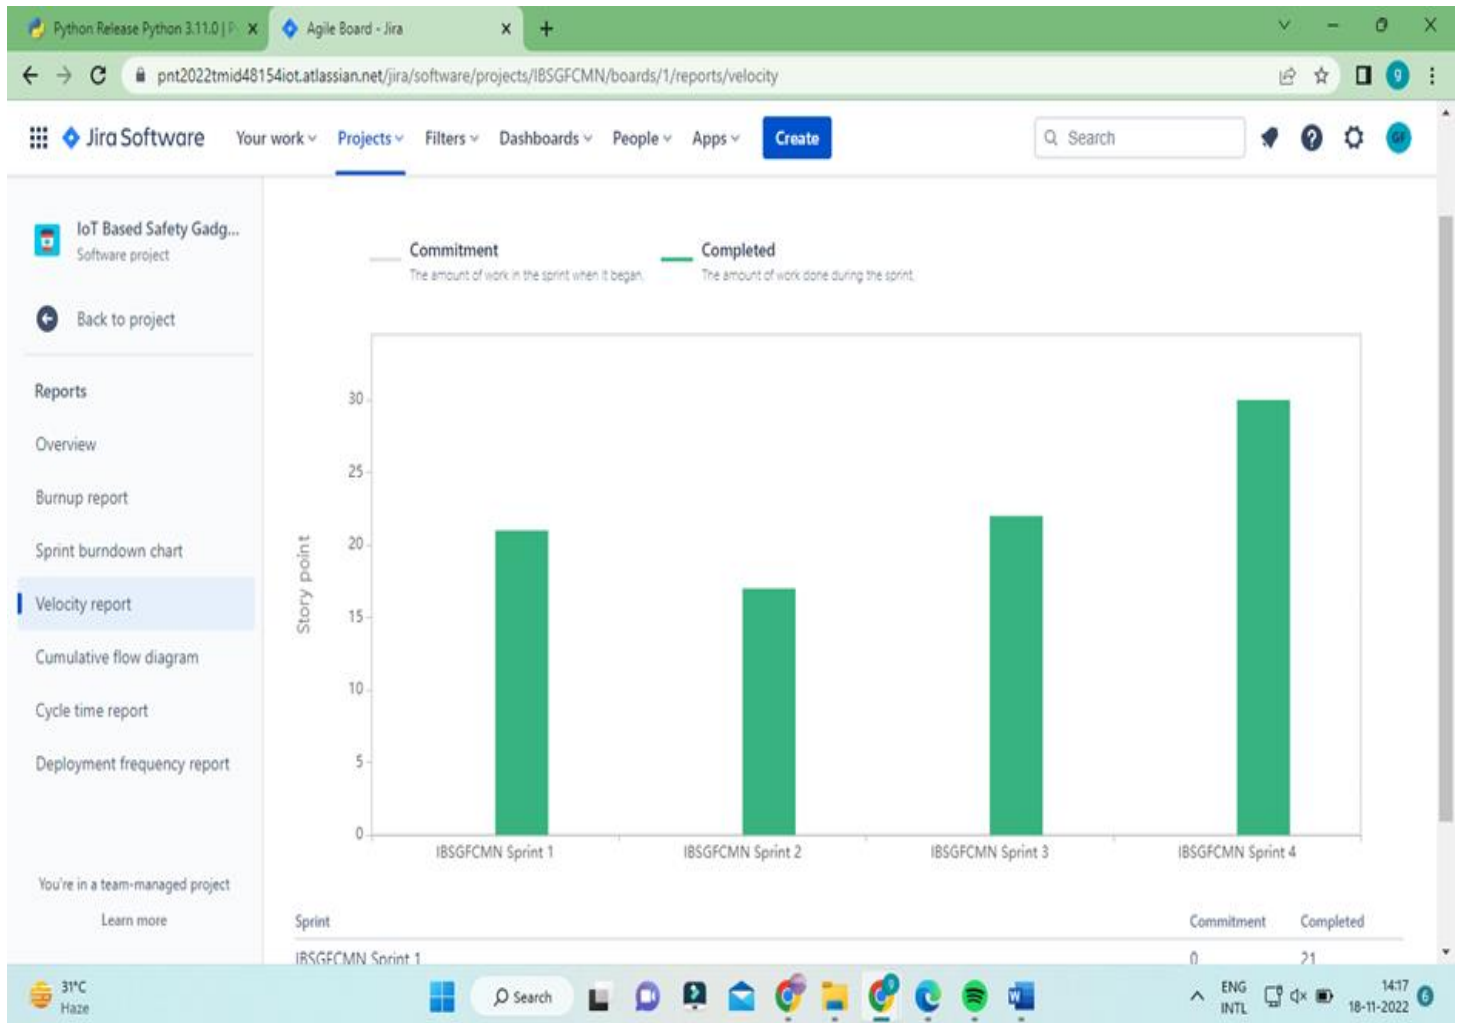 Python Release Python 3.11.0 | P
Agile Board - Jira
pnt2022tmid48154iot.atlassian.net/jira/software/projects/IBSGFCMN/boards/1/reports/velocity
9
Jira Software
Your work
Projects
Filters
Dashboards
People
Apps
Create
Search
GF
IoT Based Safety Gadg...
Software project
Back to project
Reports
Overview
Burnup report
Sprint burndown chart
Velocity report
Cumulative flow diagram
Cycle time report
Deployment frequency report
You're in a team-managed project
Learn more
Commitment
The amount of work in the sprint when it began.
Completed
The amount of work done during the sprint.
Story point
30
25
20
15
10
5
0
IBSGFCMN Sprint 1
IBSGFCMN Sprint 2
IBSGFCMN Sprint 3
IBSGFCMN Sprint 4
Sprint Commitment Completed
IBSGFCMN Sprint 1 0 21
31°C
Haze
Search
ENG
INTL
14:17
18-11-2022
6